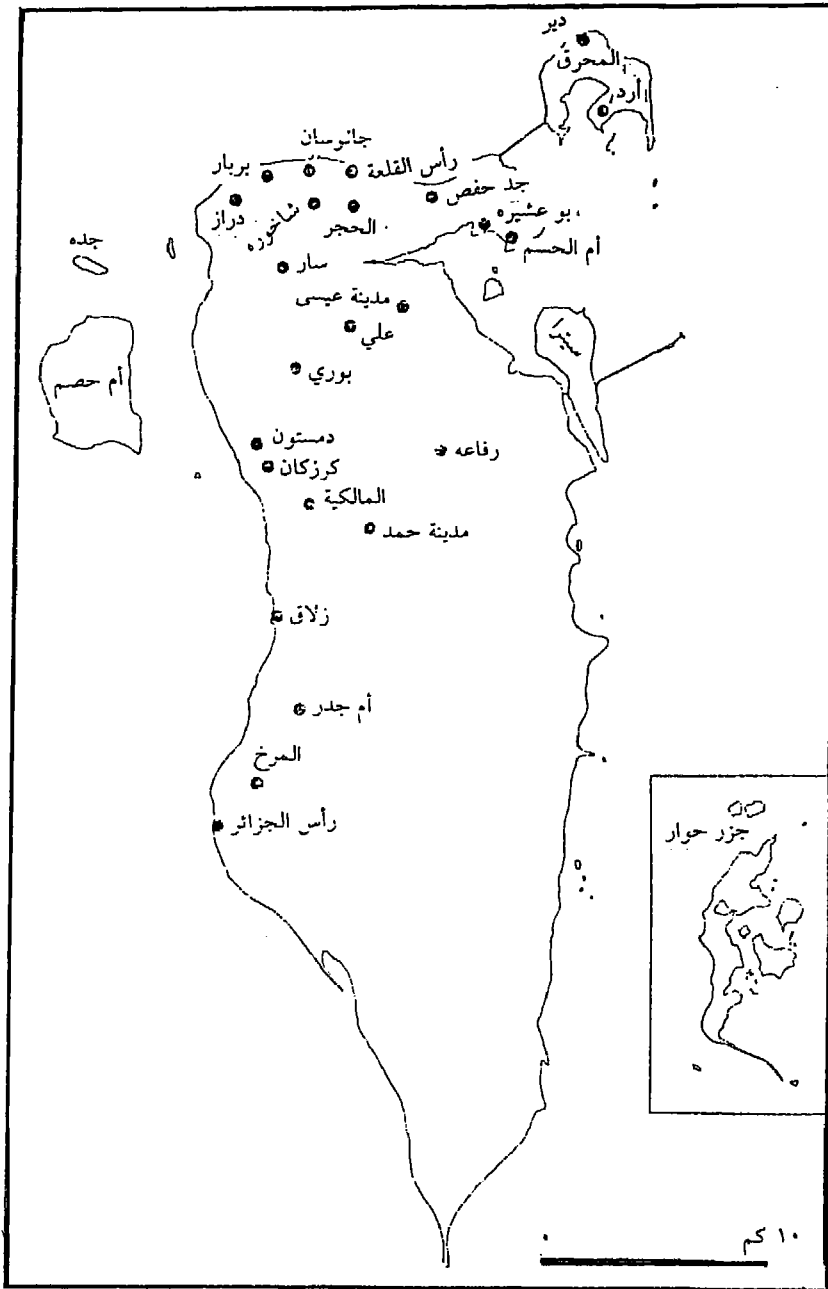 دير
المحرق
أرد
جانوسان
بربار
رأس القلعة
جد حفص
دراز
شاخوزه
الحجر
بو عشيره
أم الحسم
جده
سار
مدينة عيسى
علي
بوري
أم حصم
دمستون
كرزكان
رفاعه
المالكية
مدينة حمد
زلاق
أم جدر
المرخ
رأس الجزائر
جزر حوار
١٠ كم